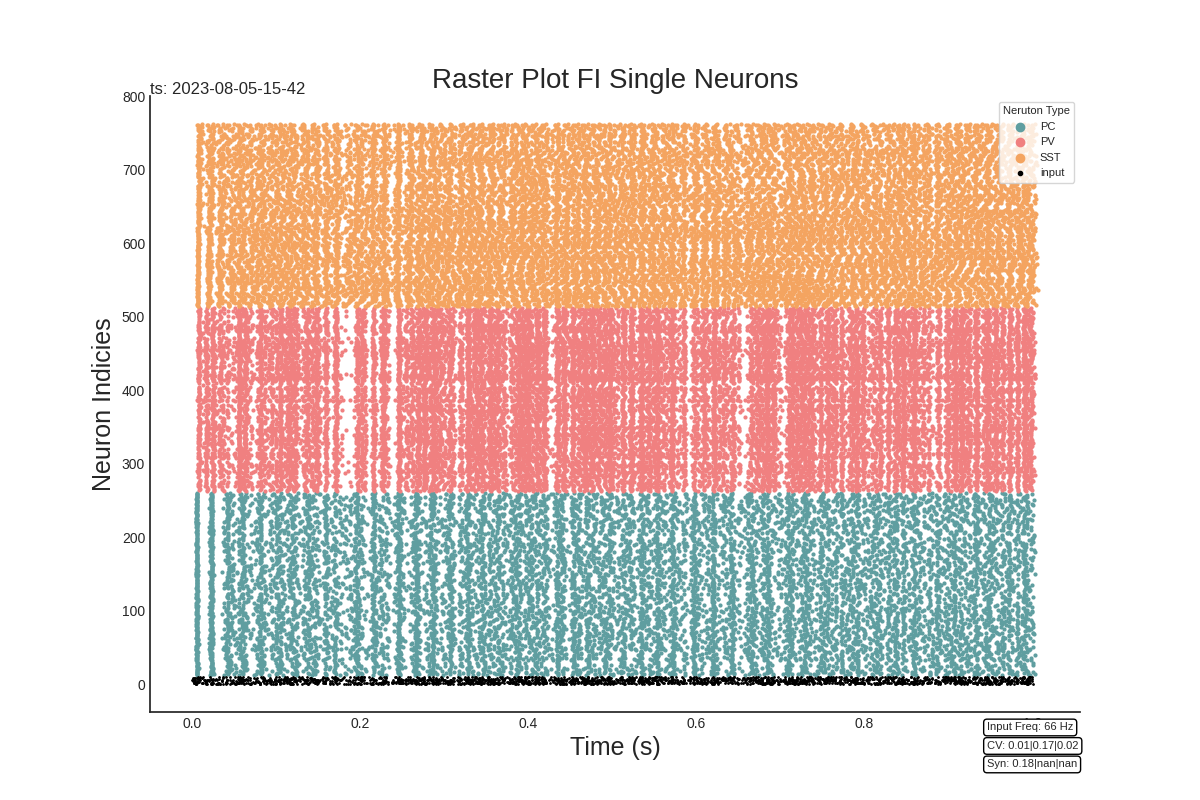 Raster Plot FI Single Neurons
ts: 2023-08-05-15-42
Neuron Indicies
800
700
600
500
400
300
200
100
0
Neruton Type
PC
PV
SST
input
0.0
0.2
0.4
0.6
0.8
Time (s)
Input Freq: 66 Hz
CV: 0.01|0.17|0.02
Syn: 0.18|nan|nan